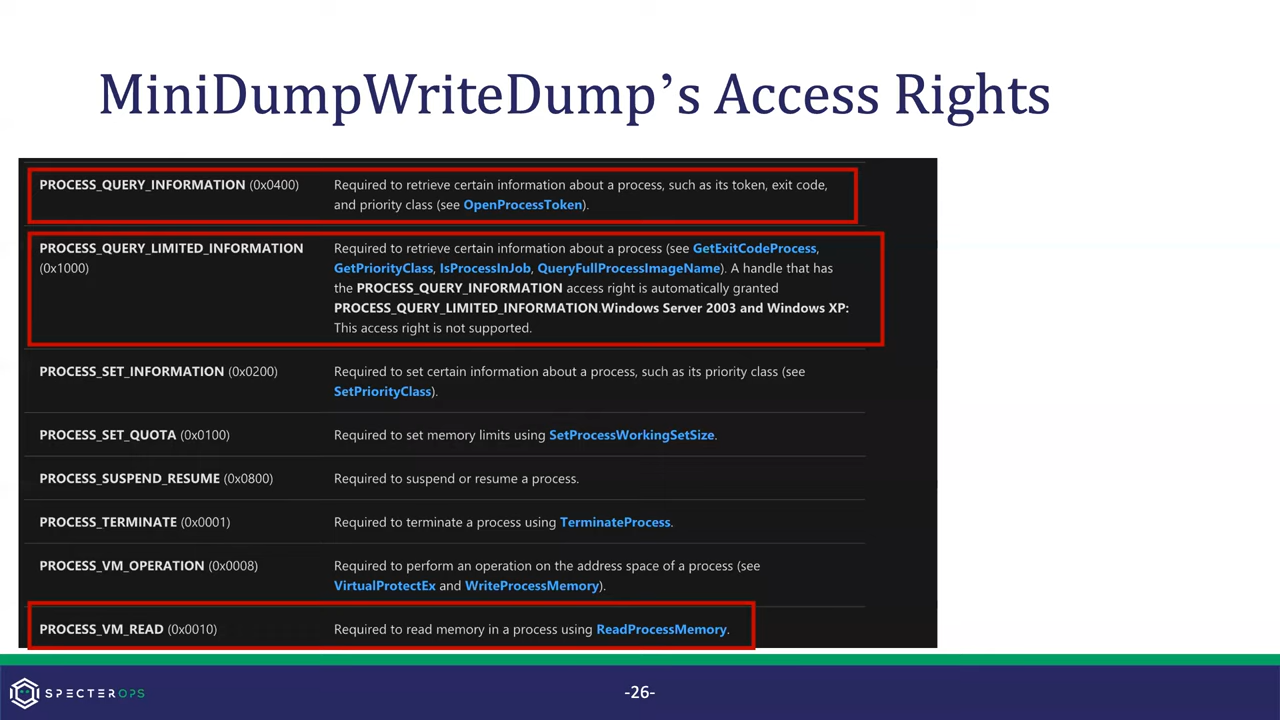 MiniDumpWriteDump’s Access Rights
PROCESS_QUERY_INFORMATION (0x0400)
Required to retrieve certain information about a process, such as its token, exit code,
and priority class (see OpenProcessToken).
PROCESS_QUERY_LIMITED_INFORMATION
(0x1000)
Required to retrieve certain information about a process (see GetExitCodeProcess,
GetPriorityClass, IsProcessInJob, QueryFullProcessImageName). A handle that has
the PROCESS_QUERY_INFORMATION access right is automatically granted
PROCESS_QUERY_LIMITED_INFORMATION.Windows Server 2003 and Windows XP:
This access right is not supported.
PROCESS_SET_INFORMATION (0x0200)
Required to set certain information about a process, such as its priority class (see
SetPriorityClass).
PROCESS_SET_QUOTA (0x0100)
Required to set memory limits using SetProcessWorkingSetSize.
PROCESS_SUSPEND_RESUME (0x0800)
Required to suspend or resume a process.
PROCESS_TERMINATE (0x0001)
Required to terminate a process using TerminateProcess.
PROCESS_VM_OPERATION (0x0008)
Required to perform an operation on the address space of a process (see
VirtualProtectEx and WriteProcessMemory).
PROCESS_VM_READ (0x0010)
Required to read memory in a process using ReadProcessMemory.
SPECTEROPS
-26-